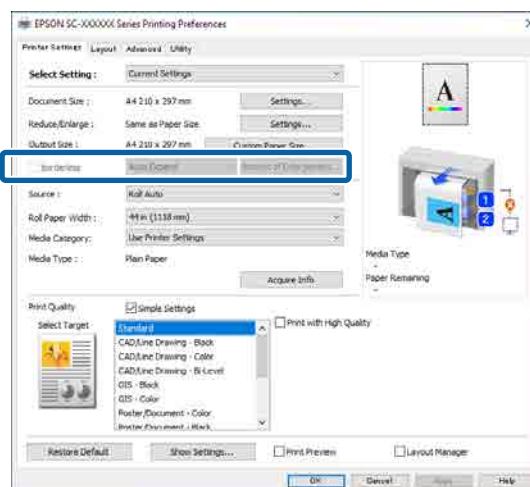 EPSON SC-XXXXXX Series Printing Preferences
Printer Settings Layout Advanced Utility
Select Setting : Current Settings
Document Size : A4 210 x 297 mm Settings...
Reduce/Enlarge : Same as Paper Size Settings...
Output Size : A4 210 x 297 mm Custom Paper Size...
Borderless Auto Expand Amount of Enlargement...
Source : Roll Auto
Roll Paper Width : 44 in (1118 mm)
Media Category: Use Printer Settings
Media Type : Plain Paper
Acquire Info
A
1
2
Media Type
-
Paper Remaining
-
Print Quality Simple Settings
Select Target
Standard
CAD/Line Drawing - Black
CAD/Line Drawing - Color
CAD/Line Drawing - Bi-Level
GIS - Black
GIS - Color
Poster/Document - Color
Poster/Document - Black
Print with High Quality
Restore Default Show Settings... Print Preview Layout Manager
OK Cancel Apply Help